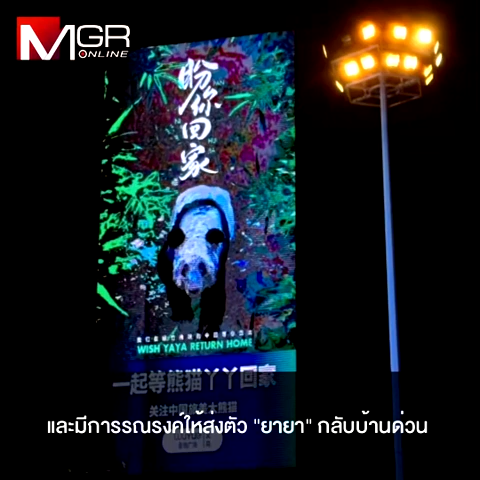 MGR
ONLINE
盼你回家
WISH YAYA RETURN HOME
一起等熊猫丫丫回家
关注中国旅美大熊猫
และมีการรณรงค์ให้ส่งตัว "ยายา" กลับบ้านด่วน